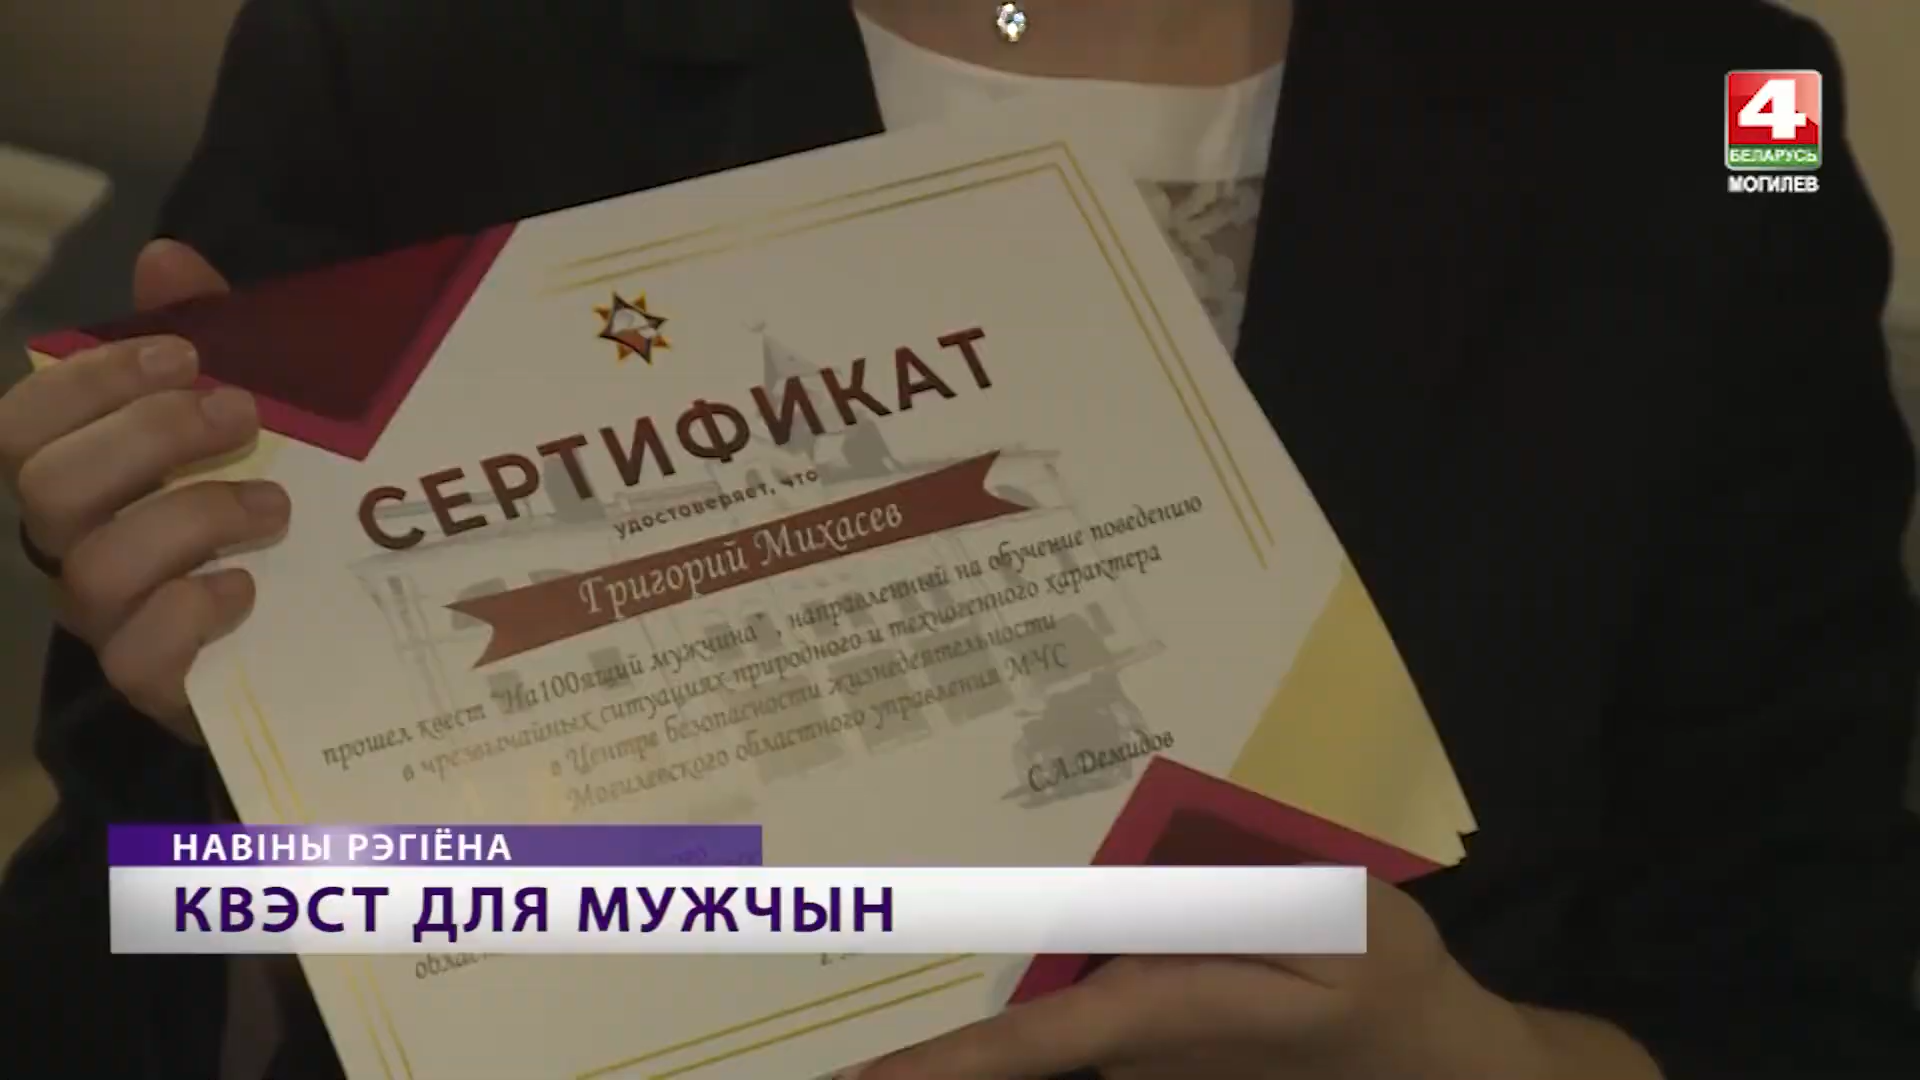 4
БЕЛАРУСЬ
МОГИЛЕВ
СЕРТИФИКАТ
удостоверяет, что
Григорий Михасев
прошел квест "На100ящий мужчина", направленный на обучение поведению
в чрезвычайных ситуациях природного и техногенного характера
в Центре безопасности жизнедеятельности
Могилевского областного управления МЧС
С.А.Демидов
НАВІНЫ РЭГІЁНА
КВЭСТ ДЛЯ МУЖЧЫН